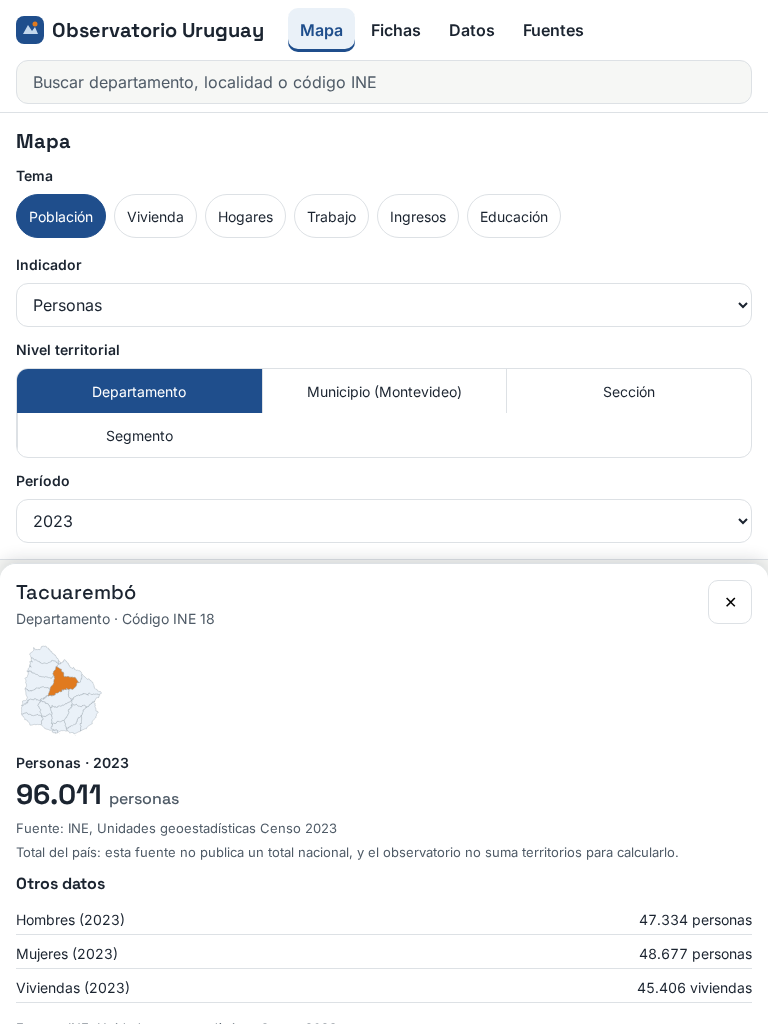 Observatorio Uruguay
Mapa Fichas Datos Fuentes
Buscar departamento, localidad o código INE
Mapa
Tema
Población Vivienda Hogares Trabajo Ingresos Educación
Indicador
Personas
Nivel territorial
Departamento Municipio (Montevideo) Sección
Segmento
Período
2023
Tacuarembó
Departamento · Código INE 18
Personas · 2023
96.011 personas
Fuente: INE, Unidades geoestadísticas Censo 2023
Total del país: esta fuente no publica un total nacional, y el observatorio no suma territorios para calcularlo.
Otros datos
Hombres (2023) 47.334 personas
Mujeres (2023) 48.677 personas
Viviendas (2023) 45.406 viviendas